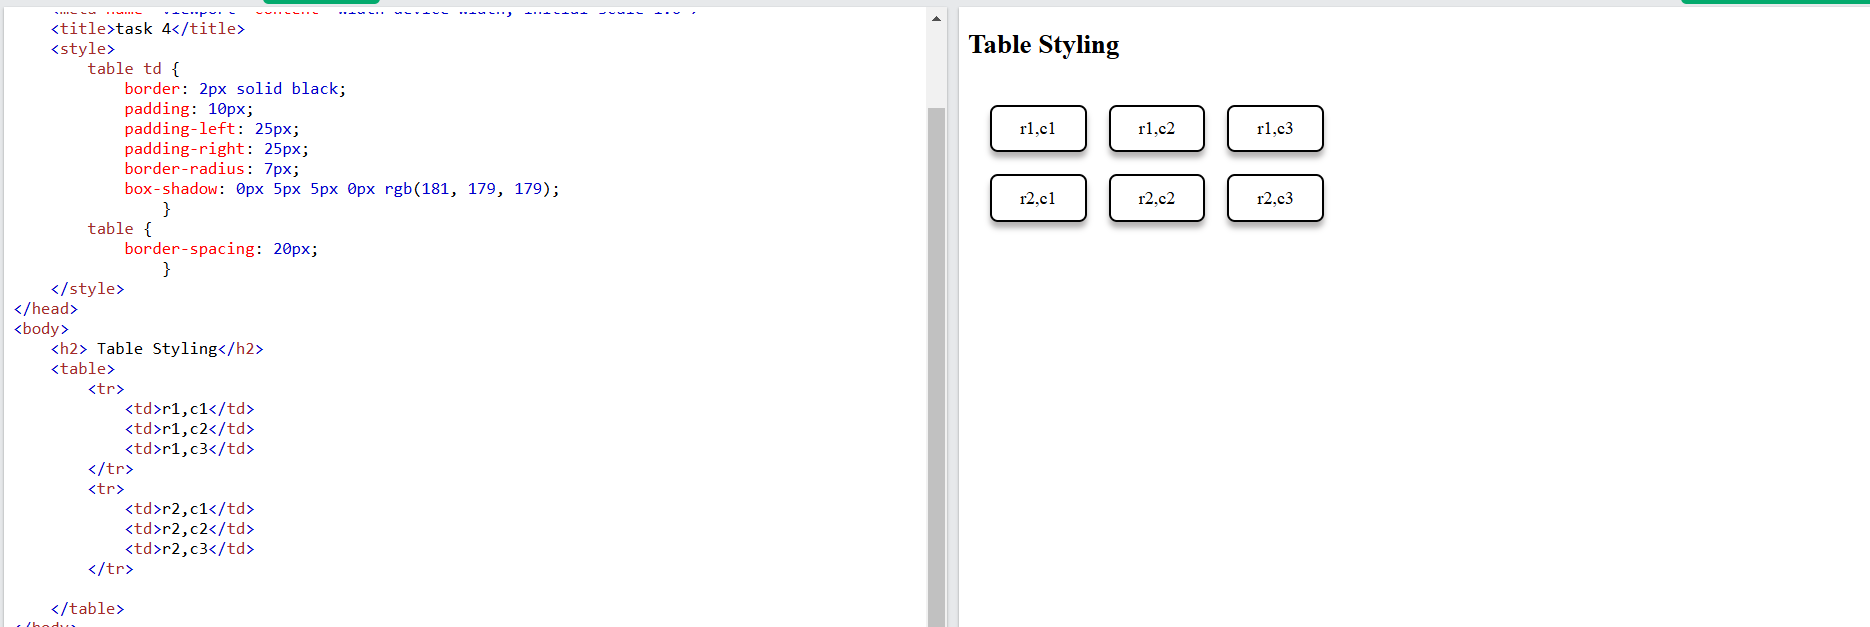 <title>task 4</title>
<style>
table td {
border: 2px solid black;
padding: 10px;
padding-left: 25px;
padding-right: 25px;
border-radius: 7px;
box-shadow: 0px 5px 5px 0px rgb(181, 179, 179);
}
table {
border-spacing: 20px;
}
</style>
</head>
<body>
<h2> Table Styling</h2>
<table>
<tr>
<td>r1,c1</td>
<td>r1,c2</td>
<td>r1,c3</td>
</tr>
<tr>
<td>r2,c1</td>
<td>r2,c2</td>
<td>r2,c3</td>
</tr>
</table>
Table Styling
r1,c1 r1,c2 r1,c3
r2,c1 r2,c2 r2,c3